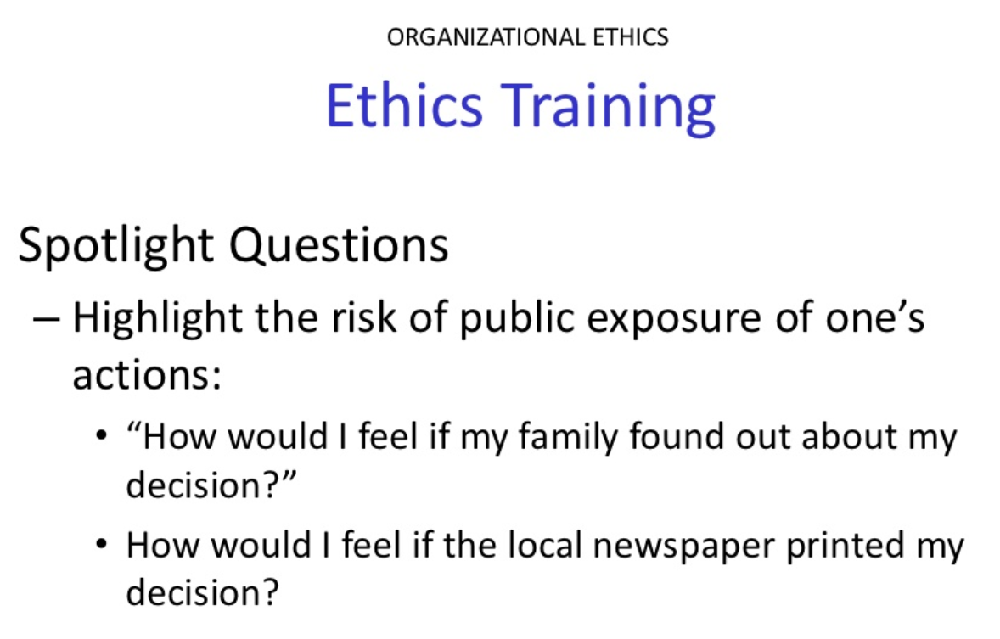 ORGANIZATIONAL ETHICS
Ethics Training
Spotlight Questions
– Highlight the risk of public exposure of one’s
actions:
• “How would I feel if my family found out about my
decision?”
• How would I feel if the local newspaper printed my
decision?